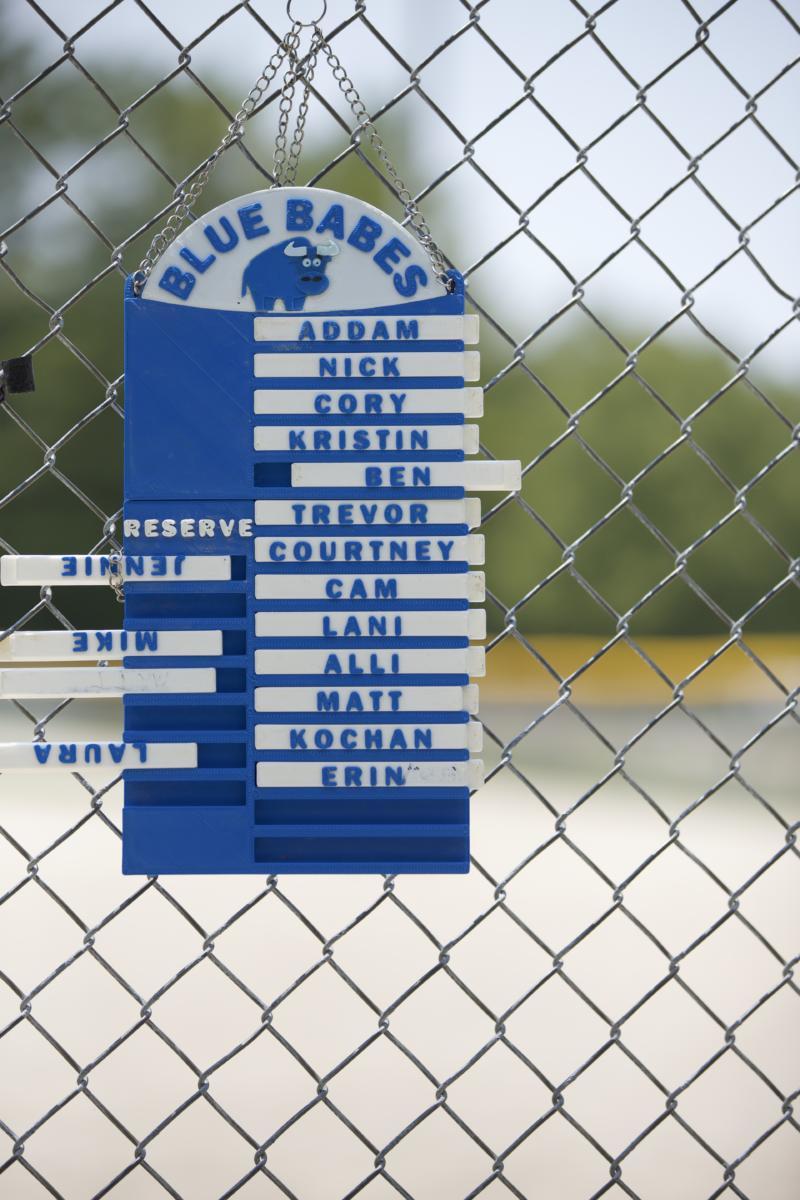 BLUE BABES
ADDAM
NICK
CORY
KRISTIN
BEN
TREVOR
COURTNEY
CAM
LANI
ALLI
MATT
KOCHAN
ERIN
RESERVE
JENNIE
MIKE
LAURA